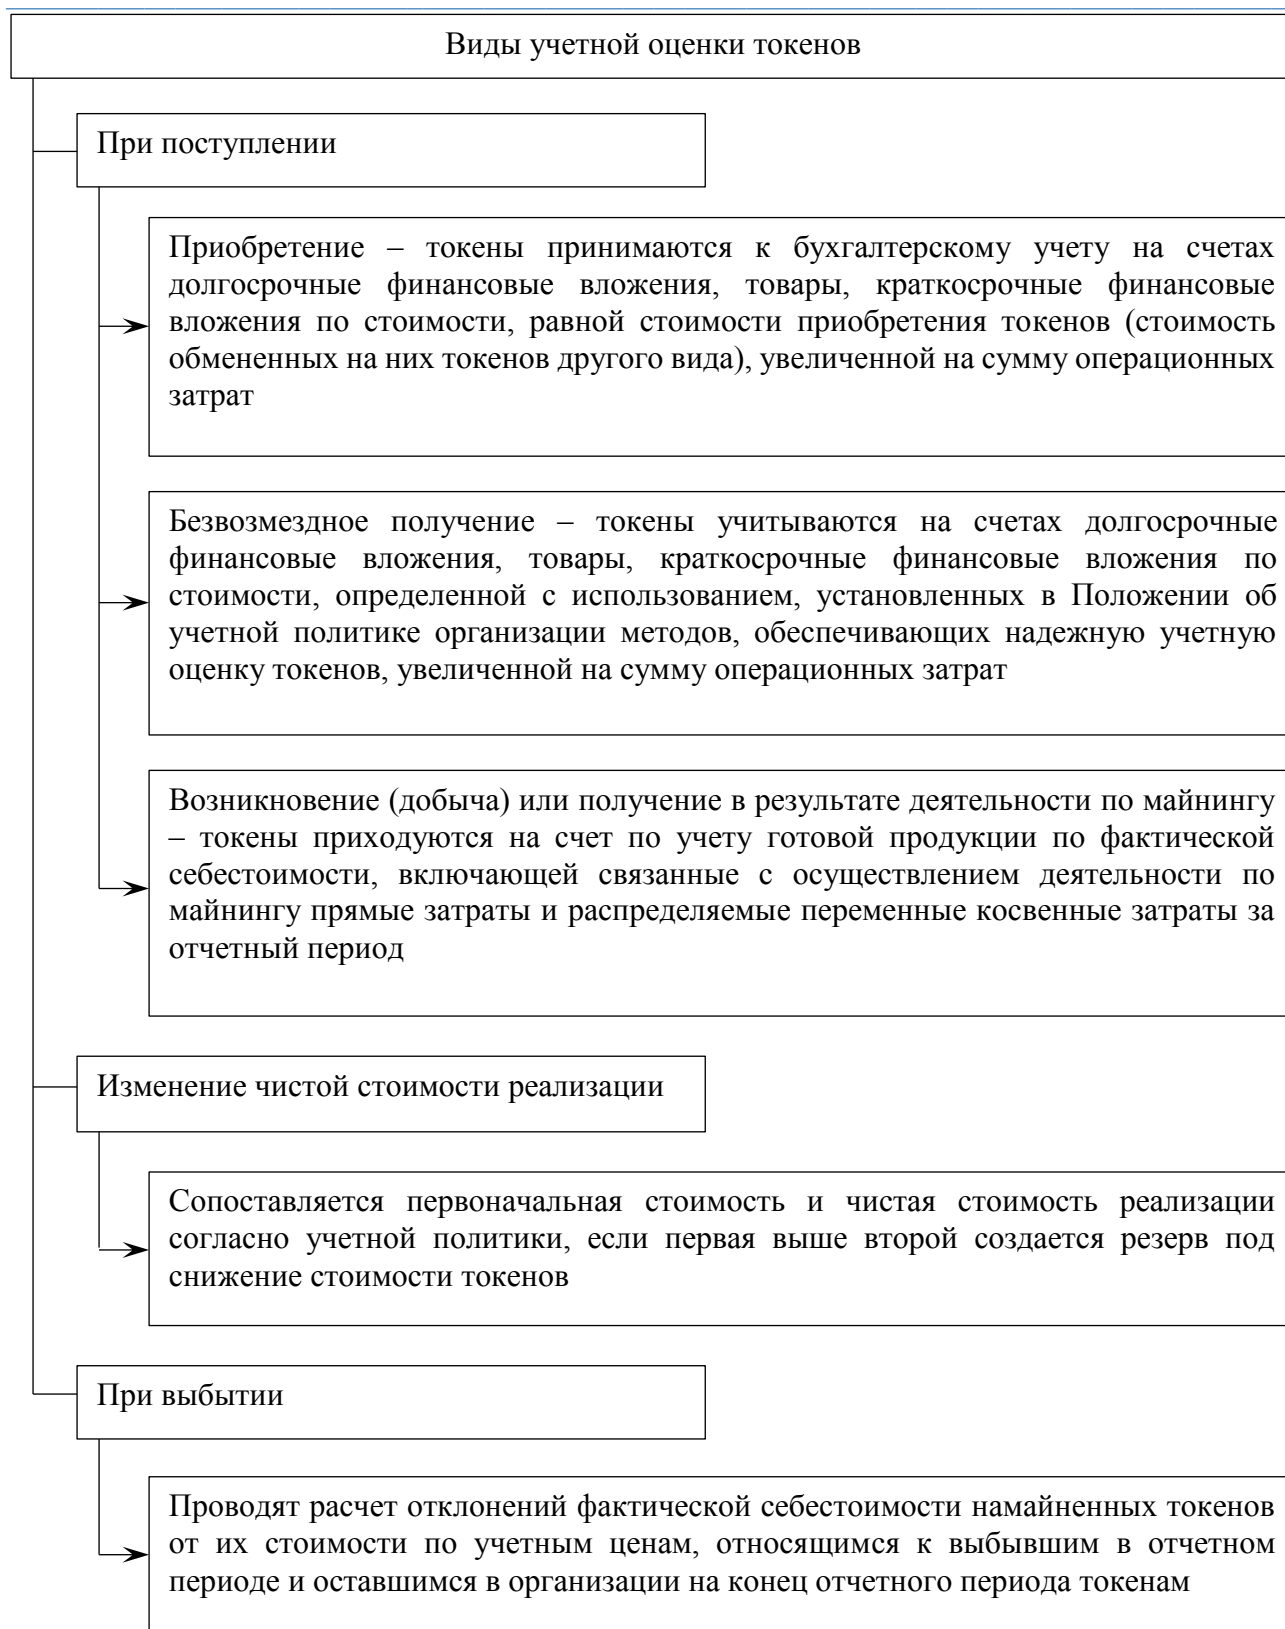 Виды учетной оценки токенов
При поступлении
Приобретение – токены принимаются к бухгалтерскому учету на счетах
долгосрочные финансовые вложения, товары, краткосрочные финансовые
вложения по стоимости, равной стоимости приобретения токенов (стоимость
обмененных на них токенов другого вида), увеличенной на сумму операционных
затрат
Безвозмездное получение – токены учитываются на счетах долгосрочные
финансовые вложения, товары, краткосрочные финансовые вложения по
стоимости, определенной с использованием, установленных в Положении об
учетной политике организации методов, обеспечивающих надежную учетную
оценку токенов, увеличенной на сумму операционных затрат
Возникновение (добыча) или получение в результате деятельности по майнингу
– токены приходуются на счет по учету готовой продукции по фактической
себестоимости, включающей связанные с осуществлением деятельности по
майнингу прямые затраты и распределяемые переменные косвенные затраты за
отчетный период
Изменение чистой стоимости реализации
Сопоставляется первоначальная стоимость и чистая стоимость реализации
согласно учетной политики, если первая выше второй создается резерв под
снижение стоимости токенов
При выбытии
Проводят расчет отклонений фактической себестоимости намайненных токенов
от их стоимости по учетным ценам, относящимся к выбывшим в отчетном
периоде и оставшимся в организации на конец отчетного периода токенам